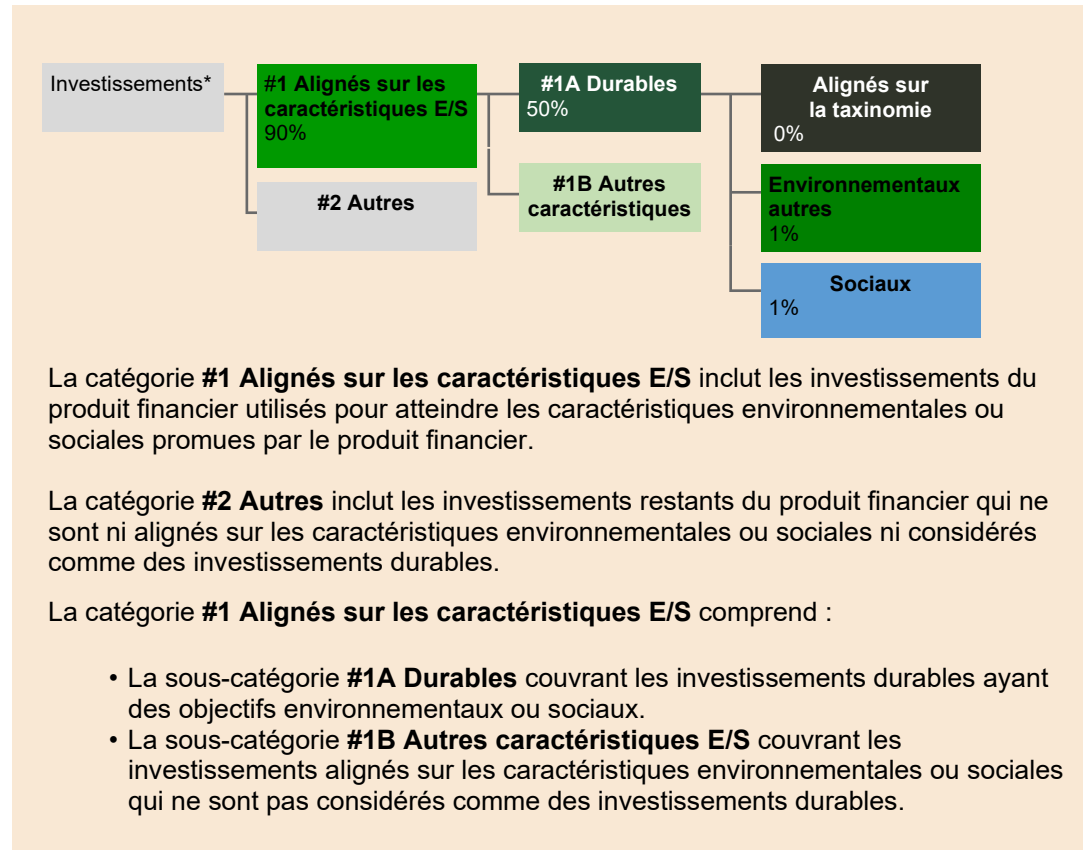 Investissements*
#1 Alignés sur les
caractéristiques E/S
90%
#2 Autres
#1A Durables
50%
#1B Autres
caractéristiques
Alignés sur
la taxinomie
0%
Environnementaux
autres
1%
Sociaux
1%
La catégorie #1 Alignés sur les caractéristiques E/S inclut les investissements du
produit financier utilisés pour atteindre les caractéristiques environnementales ou
sociales promues par le produit financier.
La catégorie #2 Autres inclut les investissements restants du produit financier qui ne
sont ni alignés sur les caractéristiques environnementales ou sociales ni considérés
comme des investissements durables.
La catégorie #1 Alignés sur les caractéristiques E/S comprend :
• La sous-catégorie #1A Durables couvrant les investissements durables ayant
des objectifs environnementaux ou sociaux.
• La sous-catégorie #1B Autres caractéristiques E/S couvrant les
investissements alignés sur les caractéristiques environnementales ou sociales
qui ne sont pas considérés comme des investissements durables.